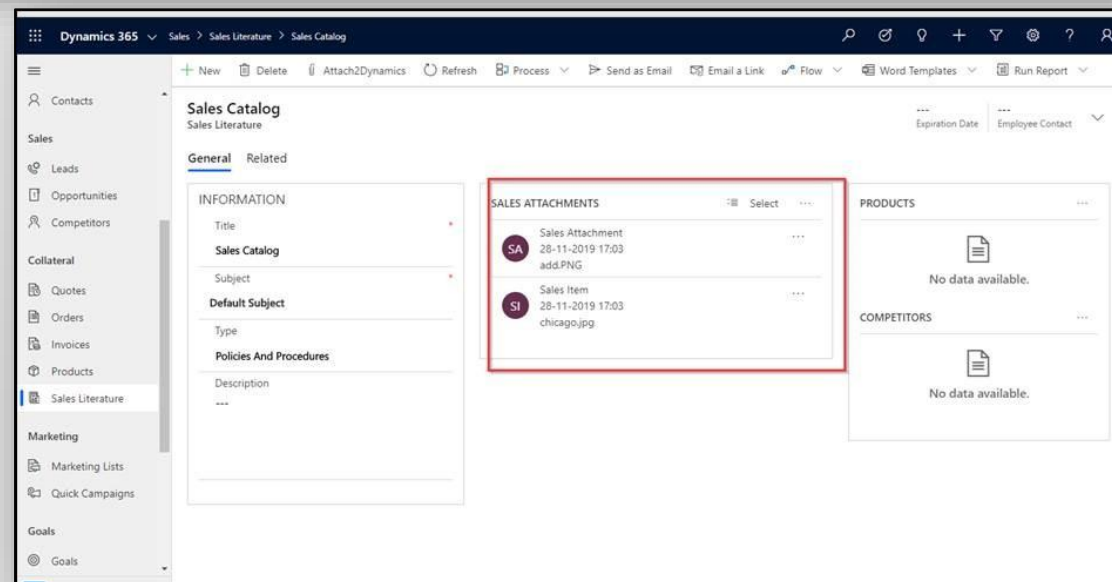 Dynamics 365 Sales > Sales Literature > Sales Catalog
New Delete Attach2Dynamics Refresh Process Send as Email Email a Link Flow Word Templates Run Report
Contacts
Sales
Leads
Opportunities
Competitors
Collateral
Quotes
Orders
Invoices
Products
Sales Literature
Marketing
Marketing Lists
Quick Campaigns
Goals
Goals
Sales Catalog
Sales Literature
---
Expiration Date
---
Employee Contact
General Related
INFORMATION
Title *
Sales Catalog
Subject *
Default Subject
Type
Policies And Procedures
Description
---
SALES ATTACHMENTS Select
SA
Sales Attachment
28-11-2019 17:03
add.PNG
SI
Sales Item
28-11-2019 17:03
chicago.jpg
PRODUCTS
No data available.
COMPETITORS
No data available.